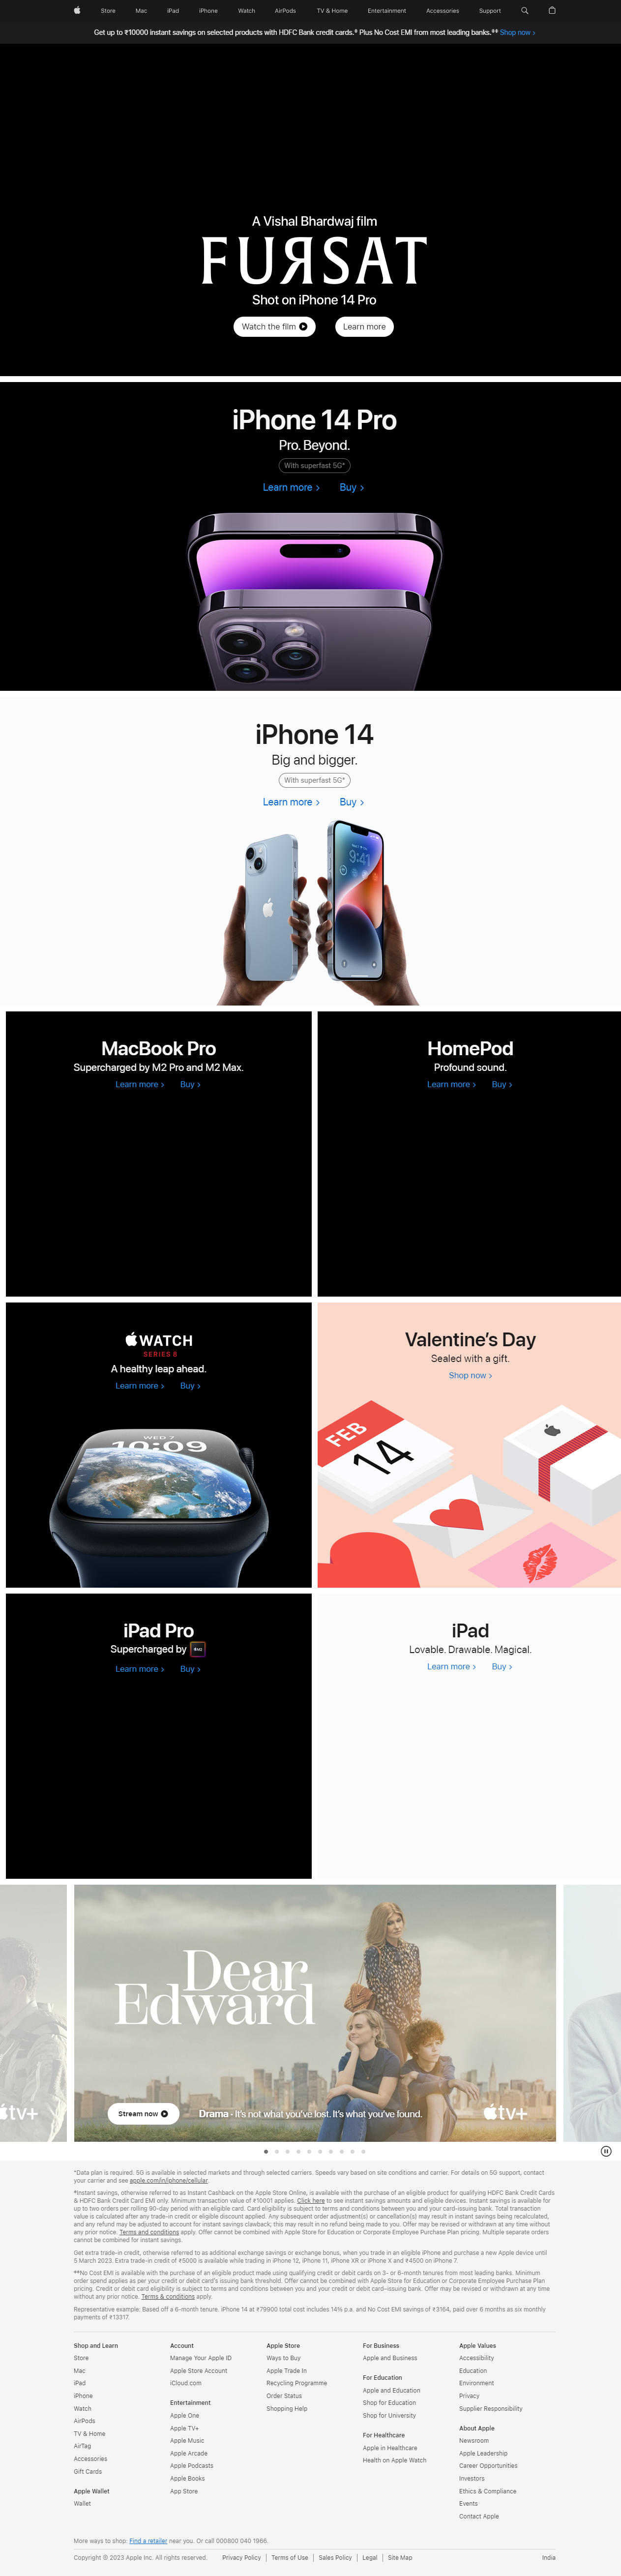 Store Mac iPad iPhone Watch AirPods TV & Home Entertainment Accessories Support
Get up to ₹10000 instant savings on selected products with HDFC Bank credit cards.‡ Plus No Cost EMI from most leading banks.‡‡ Shop now >
A Vishal Bhardwaj film
FURSAT
Shot on iPhone 14 Pro
Watch the film Learn more
iPhone 14 Pro
Pro. Beyond.
With superfast 5G*
Learn more > Buy >
iPhone 14
Big and bigger.
With superfast 5G*
Learn more > Buy >
MacBook Pro
Supercharged by M2 Pro and M2 Max.
Learn more > Buy >
HomePod
Profound sound.
Learn more > Buy >
WATCH
SERIES 8
A healthy leap ahead.
Learn more > Buy >
WED 7
10:09
Valentine's Day
Sealed with a gift.
Shop now >
FEB
14
iPad Pro
Supercharged by M2
Learn more > Buy >
iPad
Lovable. Drawable. Magical.
Learn more > Buy >
Dear
Edward
Stream now Drama - It's not what you've lost. It's what you've found.
tv+
tv+
*Data plan is required. 5G is available in selected markets and through selected carriers. Speeds vary based on site conditions and carrier. For details on 5G support, contact
your carrier and see apple.com/in/iphone/cellular.
‡Instant savings, otherwise referred to as Instant Cashback on the Apple Store Online, is available with the purchase of an eligible product for qualifying HDFC Bank Credit Cards
& HDFC Bank Credit Card EMI only. Minimum transaction value of ₹10001 applies. Click here to see instant savings amounts and eligible devices. Instant savings is available for
up to two orders per rolling 90-day period with an eligible card. Card eligibility is subject to terms and conditions between you and your card-issuing bank. Total transaction
value is calculated after any trade-in credit or eligible discount applied. Any subsequent order adjustment(s) or cancellation(s) may result in instant savings being recalculated,
and any refund may be adjusted to account for instant savings clawback; this may result in no refund being made to you. Offer may be revised or withdrawn at any time without
any prior notice. Terms and conditions apply. Offer cannot be combined with Apple Store for Education or Corporate Employee Purchase Plan pricing. Multiple separate orders
cannot be combined for instant savings.
Get extra trade-in credit, otherwise referred to as additional exchange savings or exchange bonus, when you trade in an eligible iPhone and purchase a new Apple device until
5 March 2023. Extra trade-in credit of ₹5000 is available while trading in iPhone 12, iPhone 11, iPhone XR or iPhone X and ₹4500 on iPhone 7.
‡‡No Cost EMI is available with the purchase of an eligible product made using qualifying credit or debit cards on 3- or 6-month tenures from most leading banks. Minimum
order spend applies as per your credit or debit card's issuing bank threshold. Offer cannot be combined with Apple Store for Education or Corporate Employee Purchase Plan
pricing. Credit or debit card eligibility is subject to terms and conditions between you and your credit or debit card-issuing bank. Offer may be revised or withdrawn at any time
without any prior notice. Terms & conditions apply.
Representative example: Based off a 6-month tenure. iPhone 14 at ₹79900 total cost includes 14% p.a. and No Cost EMI savings of ₹3164, paid over 6 months as six monthly
payments of ₹13317.
Shop and Learn
Store
Mac
iPad
iPhone
Watch
AirPods
TV & Home
AirTag
Accessories
Gift Cards
Apple Wallet
Wallet
Account
Manage Your Apple ID
Apple Store Account
iCloud.com
Entertainment
Apple One
Apple TV+
Apple Music
Apple Arcade
Apple Podcasts
Apple Books
App Store
Apple Store
Ways to Buy
Apple Trade In
Recycling Programme
Order Status
Shopping Help
For Business
Apple and Business
For Education
Apple and Education
Shop for Education
Shop for University
For Healthcare
Apple in Healthcare
Health on Apple Watch
Apple Values
Accessibility
Education
Environment
Privacy
Supplier Responsibility
About Apple
Newsroom
Apple Leadership
Career Opportunities
Investors
Ethics & Compliance
Events
Contact Apple
More ways to shop: Find a retailer near you. Or call 000800 040 1966.
Copyright © 2023 Apple Inc. All rights reserved. Privacy Policy | Terms of Use | Sales Policy | Legal | Site Map India